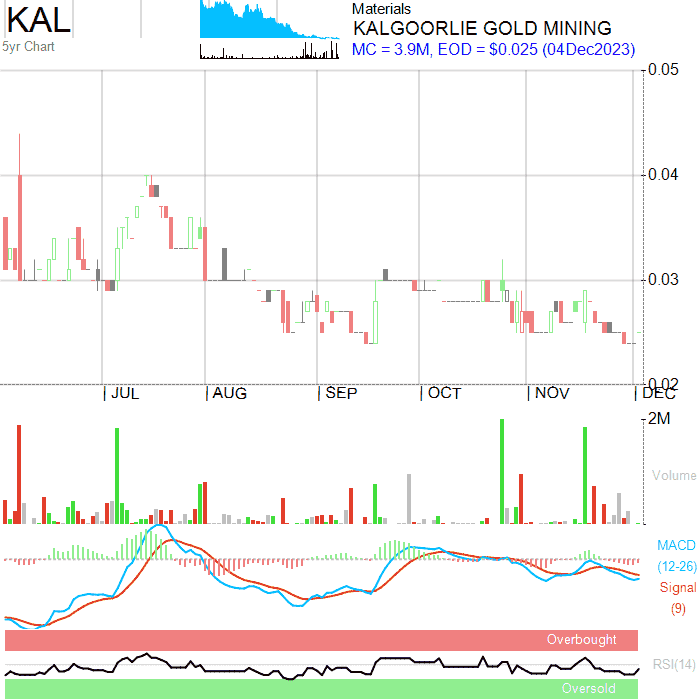 KAL
5yr Chart
Materials
KALGOORLIE GOLD MINING
MC = 3.9M, EOD = $0.025 (04Dec2023)
0.05
0.04
0.03
0.02
JUL AUG SEP OCT NOV DEC
2M
Volume
MACD
(12-26)
Signal
(9)
Overbought
RSI(14)
Oversold